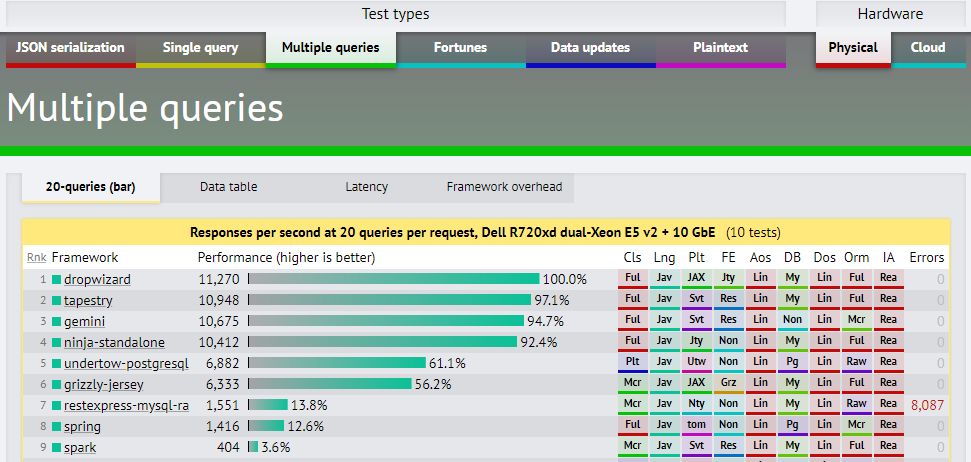 Test types Hardware
JSON serialization Single query Multiple queries Fortunes Data updates Plaintext Physical Cloud
Multiple queries
20-queries (bar) Data table Latency Framework overhead
Responses per second at 20 queries per request, Dell R720xd dual-Xeon E5 v2 + 10 GbE (10 tests)
Rnk Framework Performance (higher is better) Cls Lng Plt FE Aos DB Dos Orm IA Errors
1 dropwizard 11,270 100.0% Ful Jav JAX Jty Lin My Lin Ful Rea 0
2 tapestry 10,948 97.1% Ful Jav Svt Res Lin My Lin Ful Rea 0
3 gemini 10,675 94.7% Ful Jav Svt Res Lin Non Lin Mcr Rea 0
4 ninja-standalone 10,412 92.4% Ful Jav Jty Non Lin My Lin Ful Rea 0
5 undertow-postgresql 6,882 61.1% Plt Jav Utw Non Lin Pg Lin Raw Rea 0
6 grizzly-jersey 6,333 56.2% Mcr Jav JAX Grz Lin My Lin Ful Rea 0
7 restexpress-mysql-ra 1,551 13.8% Mcr Jav Nty Non Lin My Lin Raw Rea 8,087
8 spring 1,416 12.6% Ful Jav tom Non Lin Pg Lin Mcr Rea 0
9 spark 404 3.6% Mcr Jav Svt Res Lin My Lin Ful Rea 0